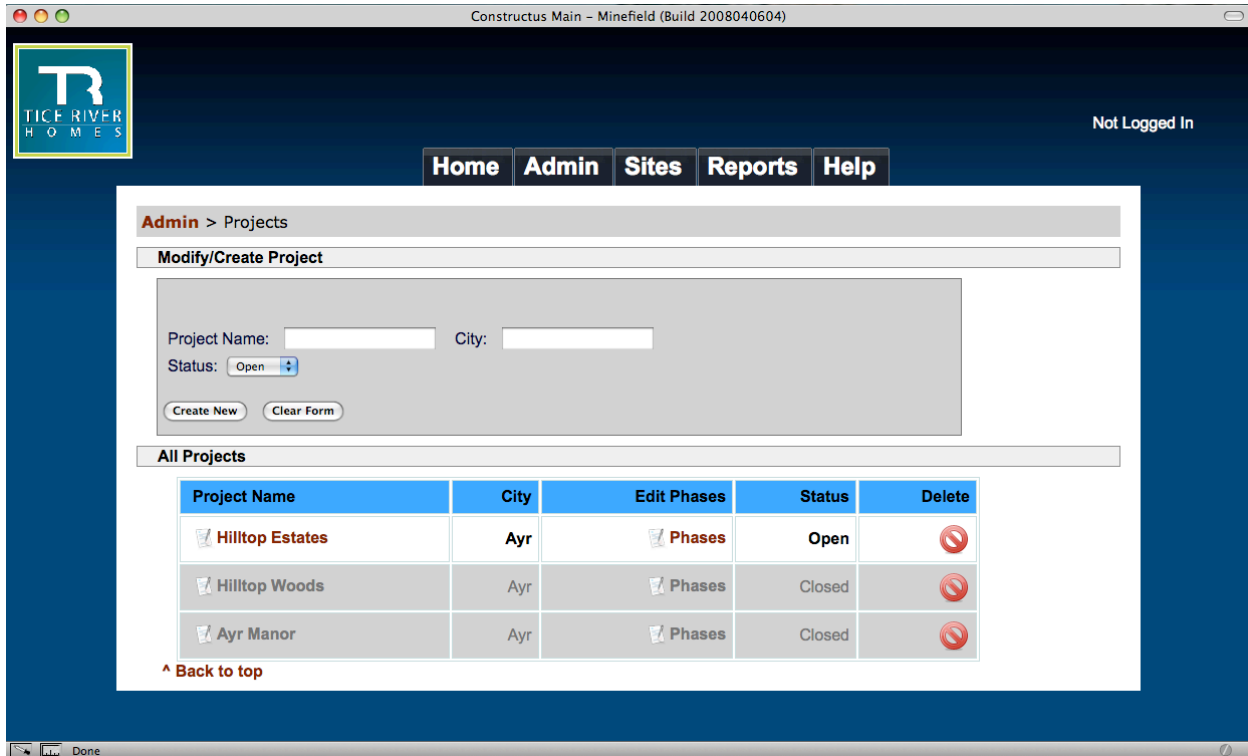 Constructus Main – Minefield (Build 2008040604)
TR
TICE RIVER
HOMES
Not Logged In
Home Admin Sites Reports Help
Admin > Projects
Modify/Create Project
Project Name: City:
Status: Open
Create New Clear Form
All Projects
Project Name City Edit Phases Status Delete
Hilltop Estates Ayr Phases Open
Hilltop Woods Ayr Phases Closed
Ayr Manor Ayr Phases Closed
^ Back to top
Done